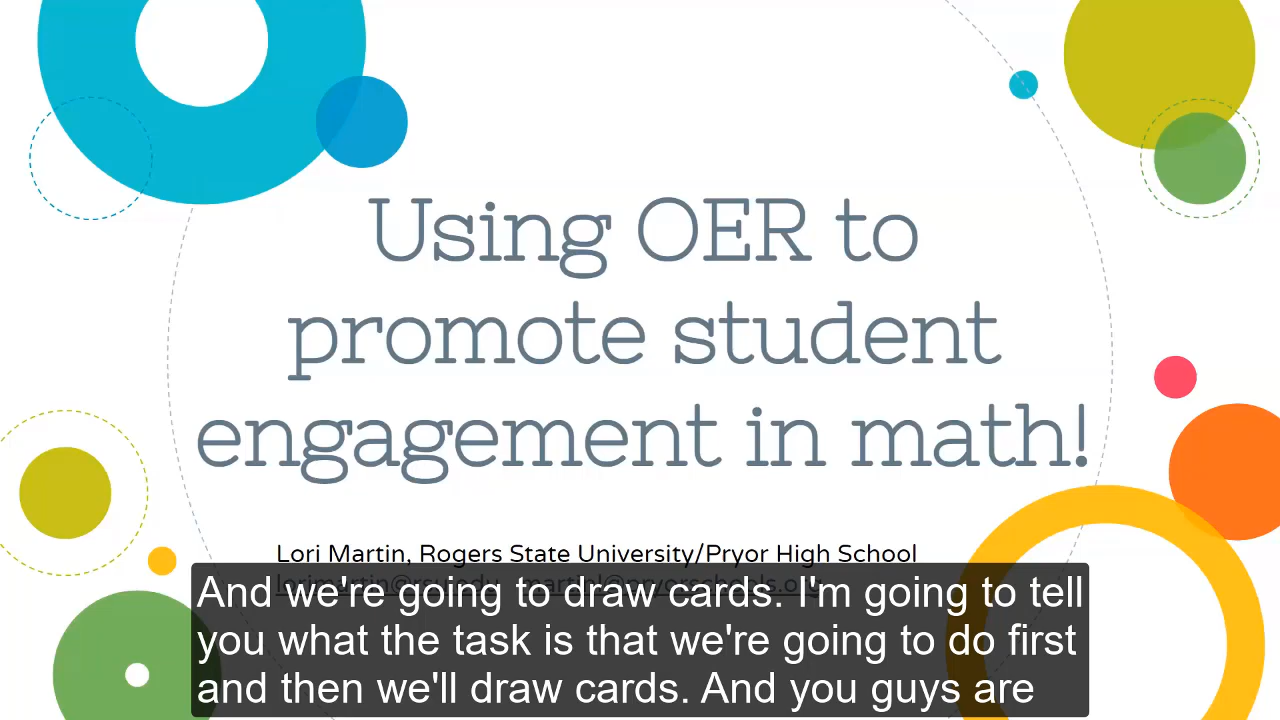 Using OER to
promote student
engagement in math!
Lori Martin, Rogers State University/Pryor High School
And we're going to draw cards. I'm going to tell
you what the task is that we're going to do first
and then we'll draw cards. And you guys are